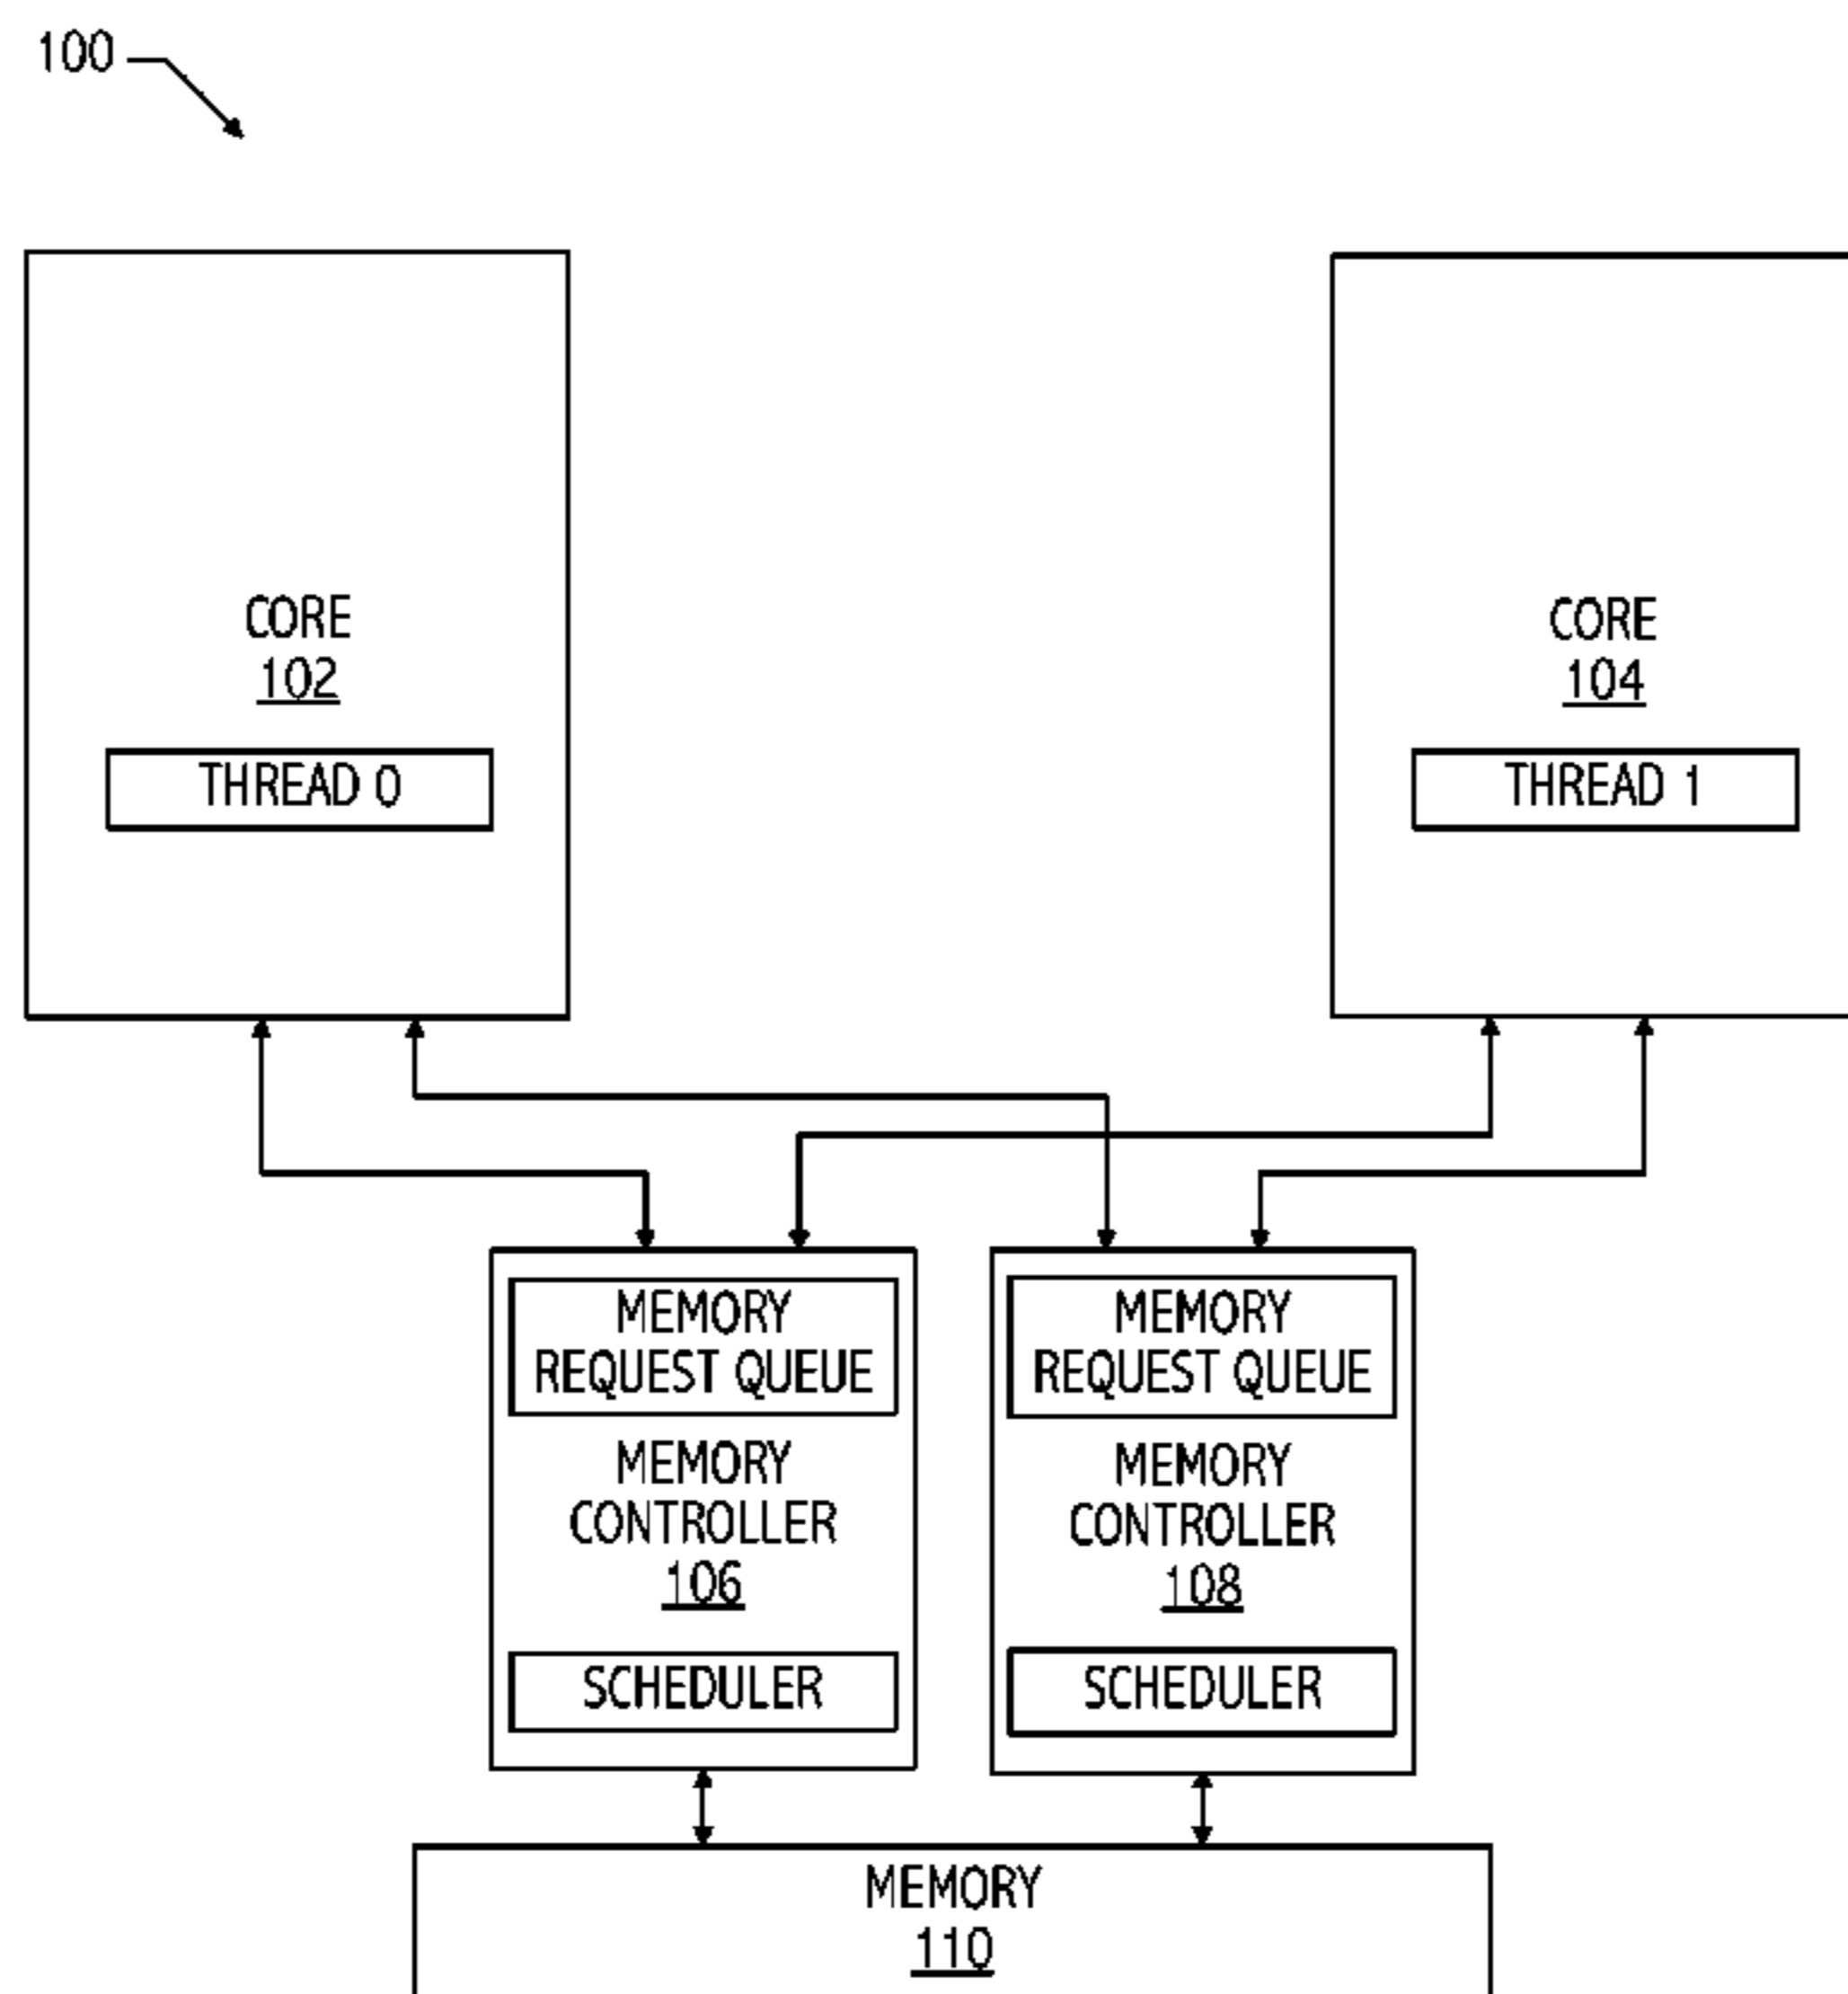 100
CORE
102
THREAD 0
CORE
104
THREAD 1
MEMORY
REQUEST QUEUE
MEMORY
CONTROLLER
106
SCHEDULER
MEMORY
REQUEST QUEUE
MEMORY
CONTROLLER
108
SCHEDULER
MEMORY
110